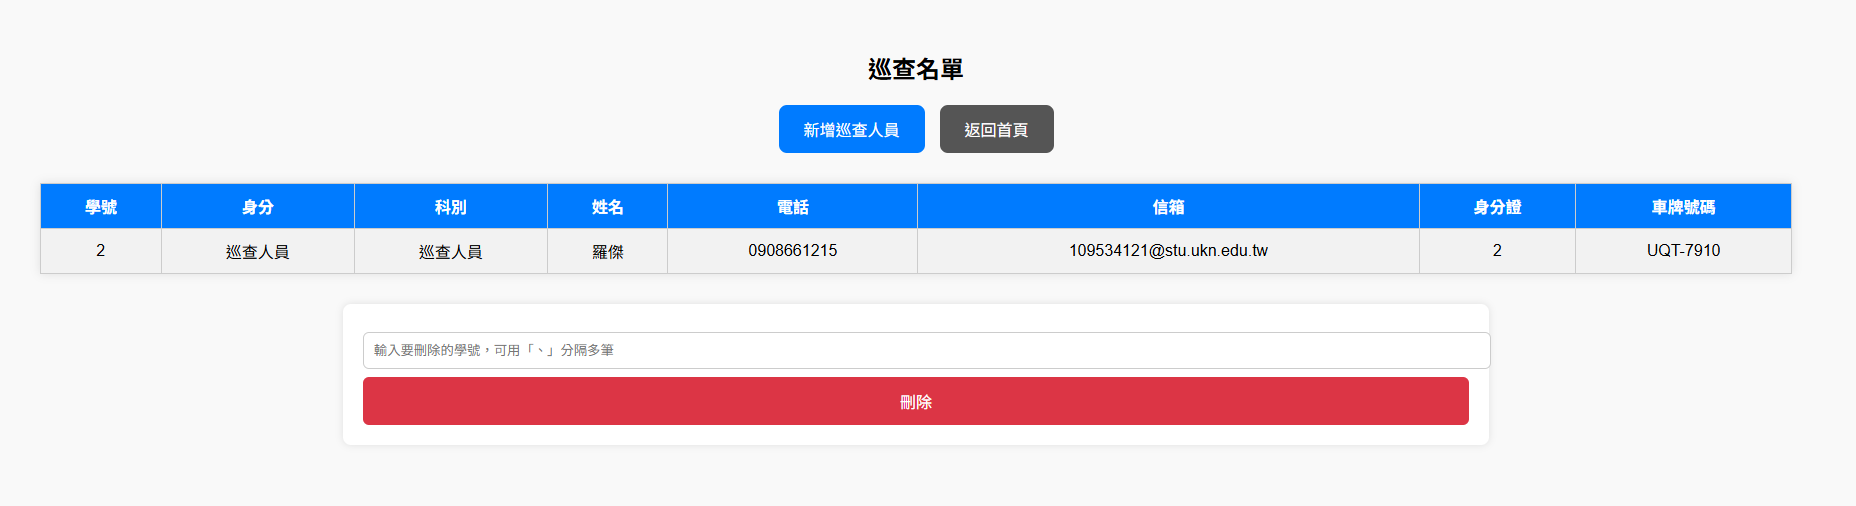 巡查名單
新增巡查人員 返回首頁
學號 身分 科別 姓名 電話 信箱 身分證 車牌號碼
2 巡查人員 巡查人員 羅傑 0908661215 109534121@stu.ukn.edu.tw 2 UQT-7910
輸入要刪除的學號，可用「、」分隔多筆
刪除